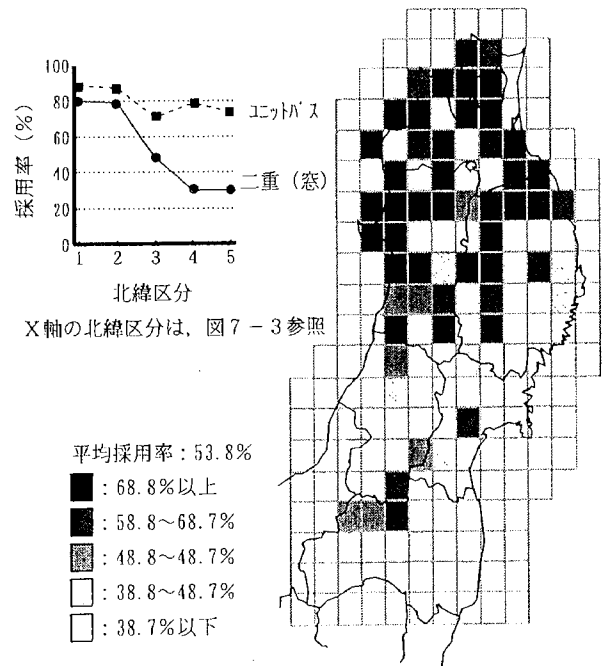 100
80
60
40
20
0
採用率 (%)
1 2 3 4 5
北緯区分
ユニットバス
二重(窓)
X軸の北緯区分は，図7－3参照
平均採用率：53.8%
：68.8%以上
：58.8～68.7%
：48.8～48.7%
：38.8～48.7%
：38.7%以下